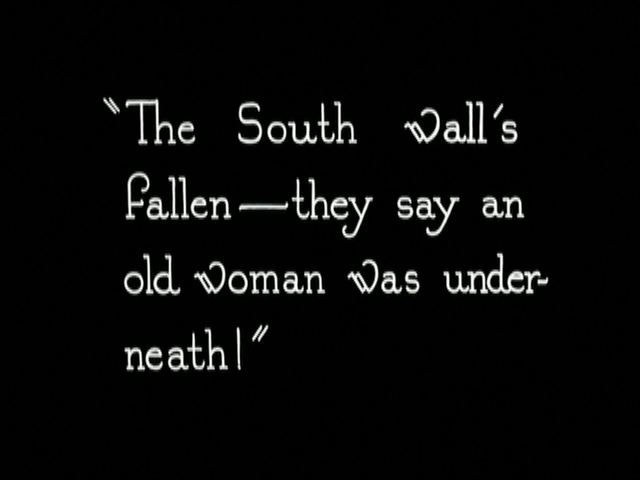 "The South Wall's
fallen—they say an
old woman was under-
neath!"